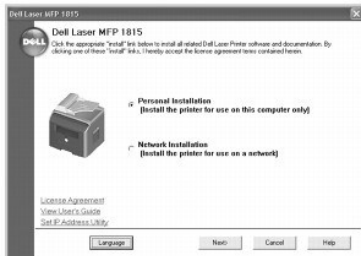 Dell Laser MFP 1815
Dell Laser MFP 1815
DELL
Click the appropriate "install" link below to install all related Dell Laser Printer software and documentation. By
clicking one of these "install" links, I hereby accept the license agreement terms contained herein.
Personal Installation
(Install the printer for use on this computer only)
Network Installation
(Install the printer for use on a network)
License Agreement
View User's Guide
Set IP Address Utility
Language
Next>
Cancel
Help